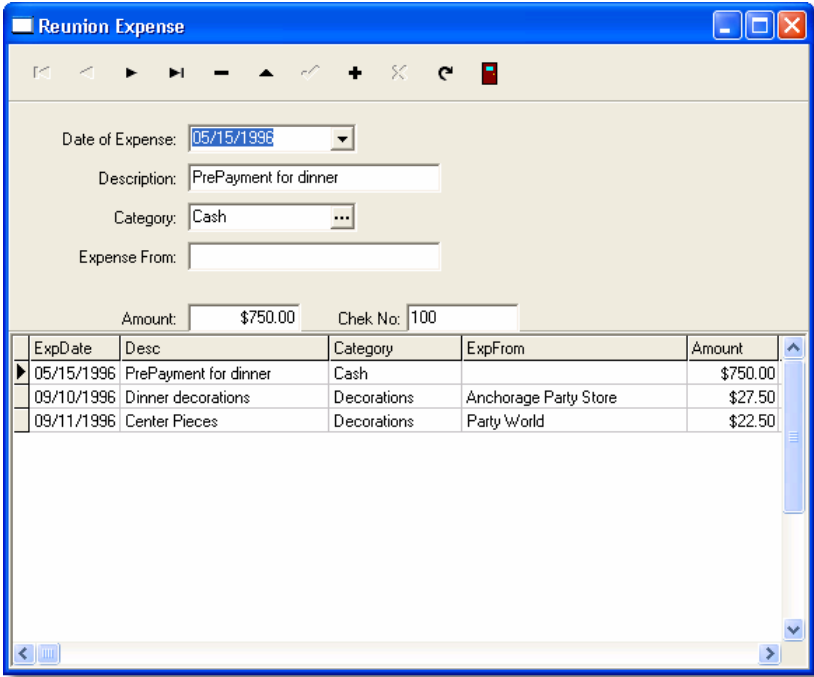 Reunion Expense
Date of Expense: 05/15/1996
Description: PrePayment for dinner
Category: Cash ...
Expense From:
Amount: $750.00 Chek No: 100
ExpDate Desc Category ExpFrom Amount
05/15/1996 PrePayment for dinner Cash $750.00
09/10/1996 Dinner decorations Decorations Anchorage Party Store $27.50
09/11/1996 Center Pieces Decorations Party World $22.50